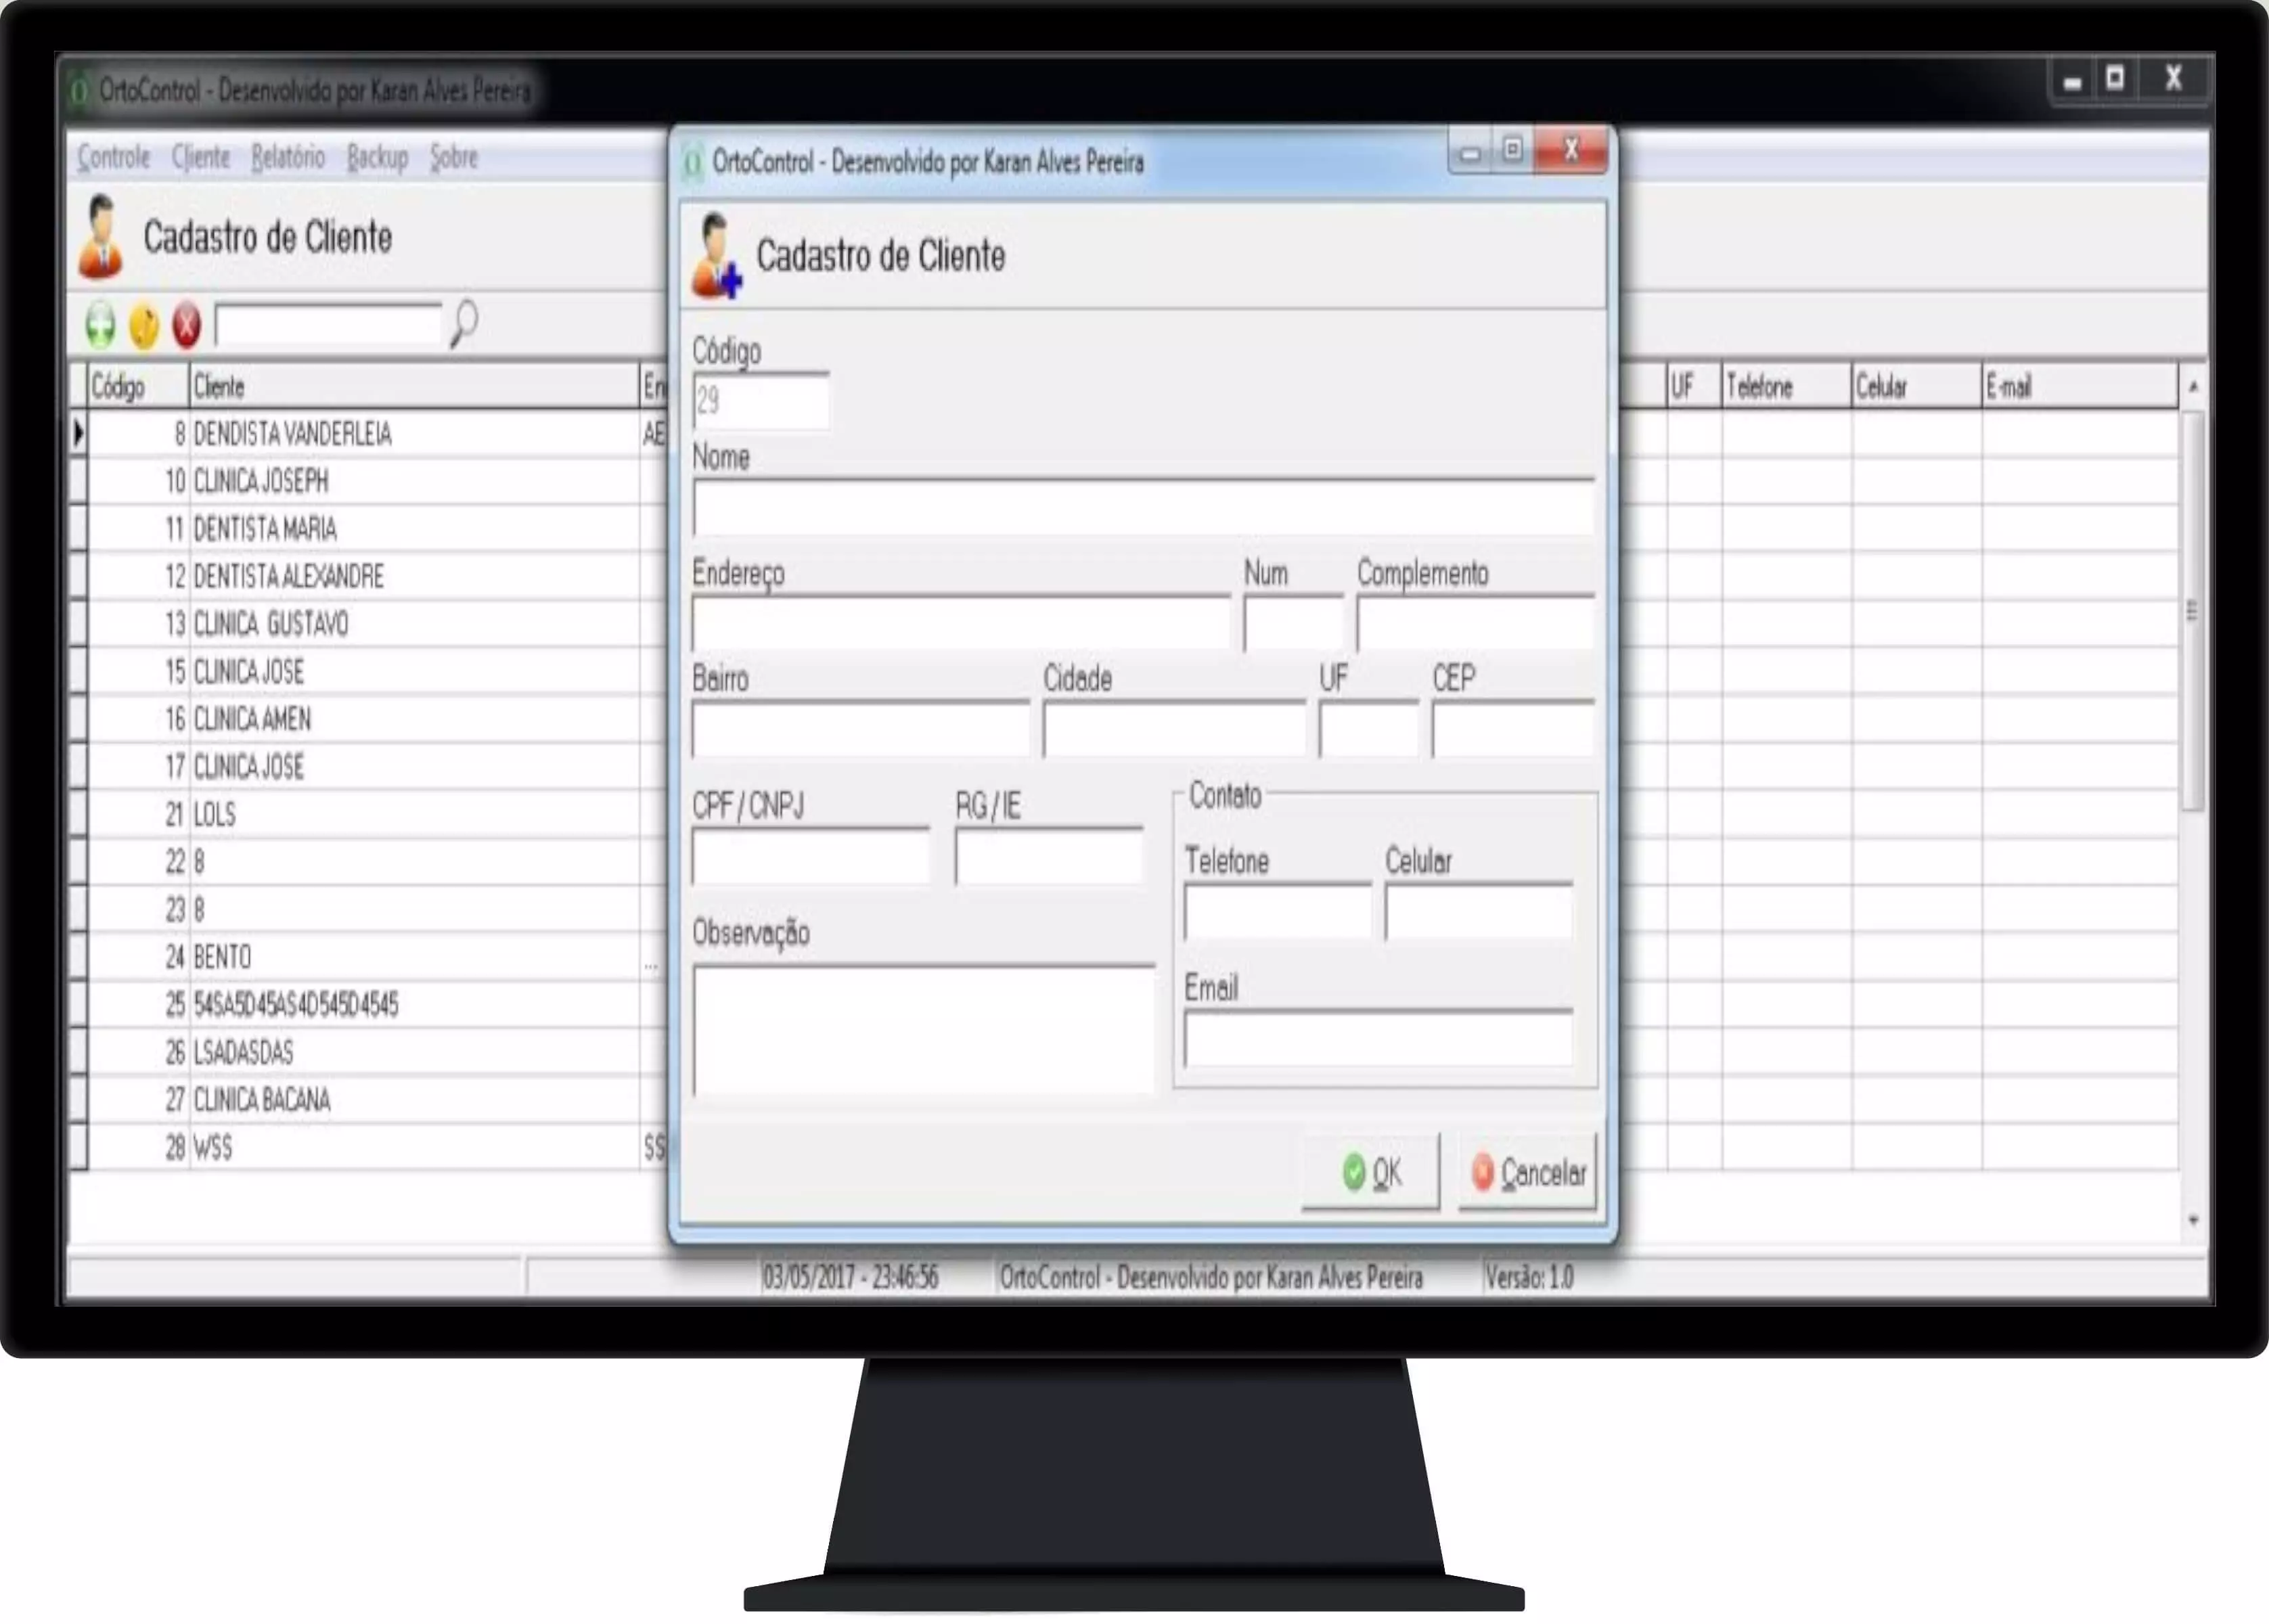 OrtoControl - Desenvolvido por Karan Alves Pereira
Controle Cliente Relatório Backup Sobre
Cadastro de Cliente
Código Cliente En UF Telefone Celular E-mail
8 DENDISTA VANDERLEIA AE
10 CLINICA JOSEPH
11 DENTISTA MARIA
12 DENTISTA ALEXANDRE
13 CLINICA GUSTAVO
15 CLINICA JOSE
16 CLINICA AMEN
17 CLINICA JOSE
21 LOLS
22 8
23 8
24 BENTO ...
25 54SA5D45AS4D545D4545
26 LSADASDAS
27 CLINICA BACANA
28 WSS SS
OrtoControl - Desenvolvido por Karan Alves Pereira
Cadastro de Cliente
Código
29
Nome
Endereço Num Complemento
Bairro Cidade UF CEP
CPF / CNPJ RG / IE
Contato
Telefone Celular
Observação
Email
OK Cancelar
03/05/2017 - 23:46:56 OrtoControl - Desenvolvido por Karan Alves Pereira Versão: 1.0